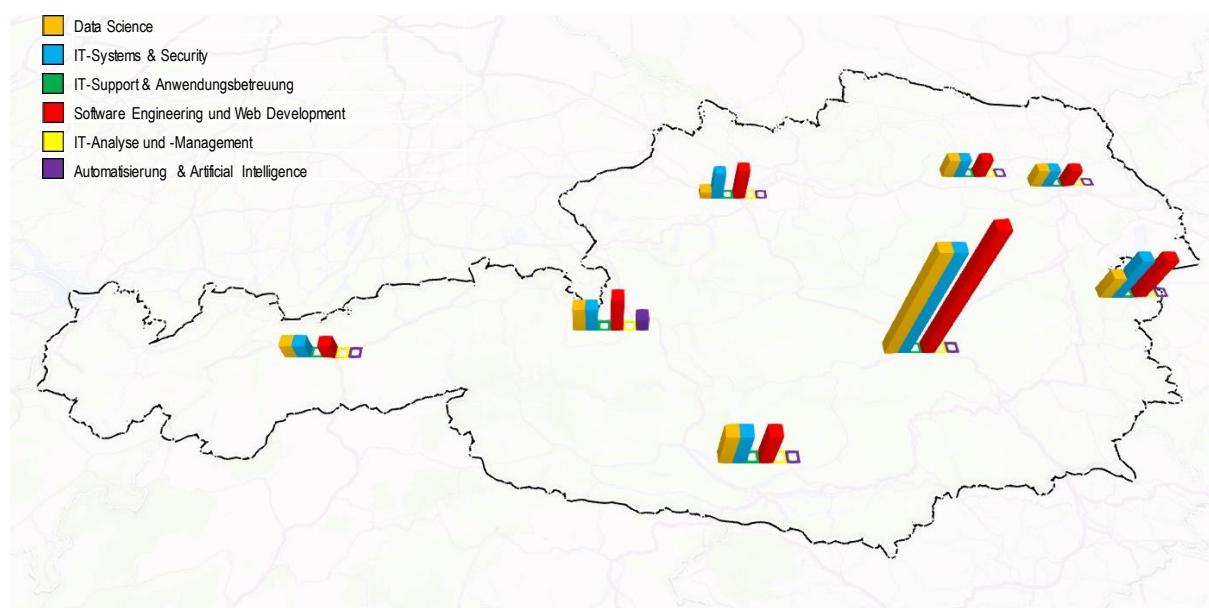 Data Science
IT-Systems & Security
IT-Support & Anwendungsbetreuung
Software Engineering und Web Development
IT-Analyse und -Management
Automatisierung & Artificial Intelligence